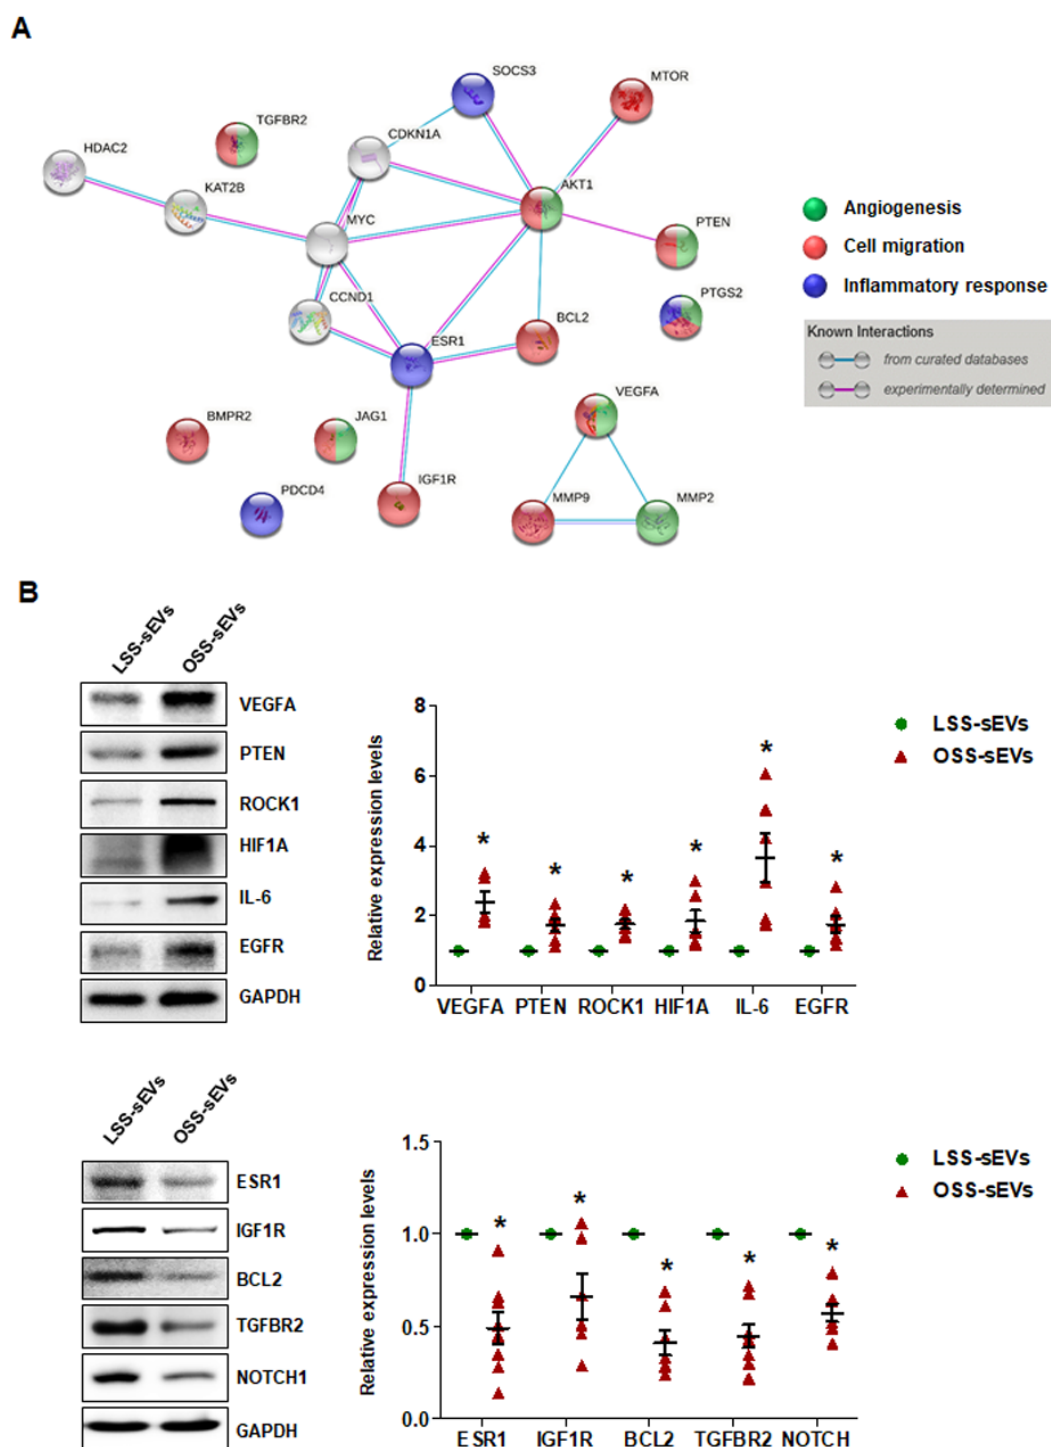 A
SOCS3
MTOR
TGFBR2
CDKN1A
HDAC2
KAT2B
AKT1
MYC
PTEN
CCND1
PTGS2
ESR1
BCL2
VEGFA
BMPR2
JAG1
IGF1R
PDCD4
MMP9
MMP2
Angiogenesis
Cell migration
Inflammatory response
Known Interactions
from curated databases
experimentally determined
B
LSS-sEVs
OSS-sEVs
VEGFA
PTEN
ROCK1
HIF1A
IL-6
EGFR
GAPDH
Relative expression levels
8
6
4
2
0
* * * * * *
VEGFA PTEN ROCK1 HIF1A IL-6 EGFR
LSS-sEVs
OSS-sEVs
LSS-sEVs
OSS-sEVs
ESR1
IGF1R
BCL2
TGFBR2
NOTCH1
GAPDH
Relative expression levels
1.5
1.0
0.5
0.0
* * * * *
ESR1 IGF1R BCL2 TGFBR2 NOTCH
LSS-sEVs
OSS-sEVs